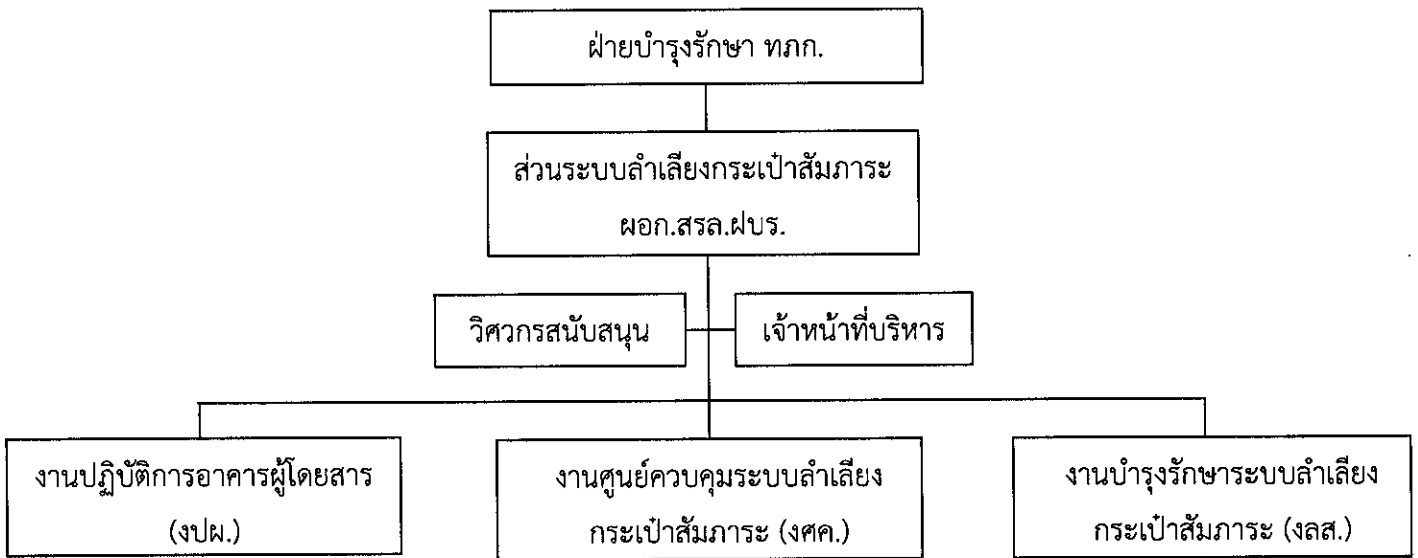 ฝ่ายบำรุงรักษา ทภก.
ส่วนระบบลำเลียงกระเป๋าสัมภาระ
ผอก.สรล.ฝบร.
วิศวกรสนับสนุน
เจ้าหน้าที่บริหาร
งานปฏิบัติการอาคารผู้โดยสาร
(งปผ.)
งานศูนย์ควบคุมระบบลำเลียง
กระเป๋าสัมภาระ (งศค.)
งานบำรุงรักษาระบบลำเลียง
กระเป๋าสัมภาระ (งลส.)